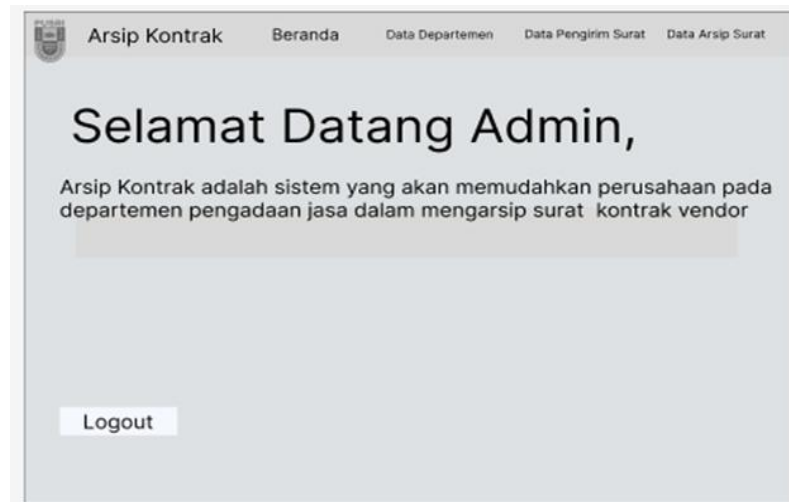 PUSRI
Arsip Kontrak Beranda Data Departemen Data Pengirim Surat Data Arsip Surat
Selamat Datang Admin,
Arsip Kontrak adalah sistem yang akan memudahkan perusahaan pada
departemen pengadaan jasa dalam mengarsip surat kontrak vendor
Logout